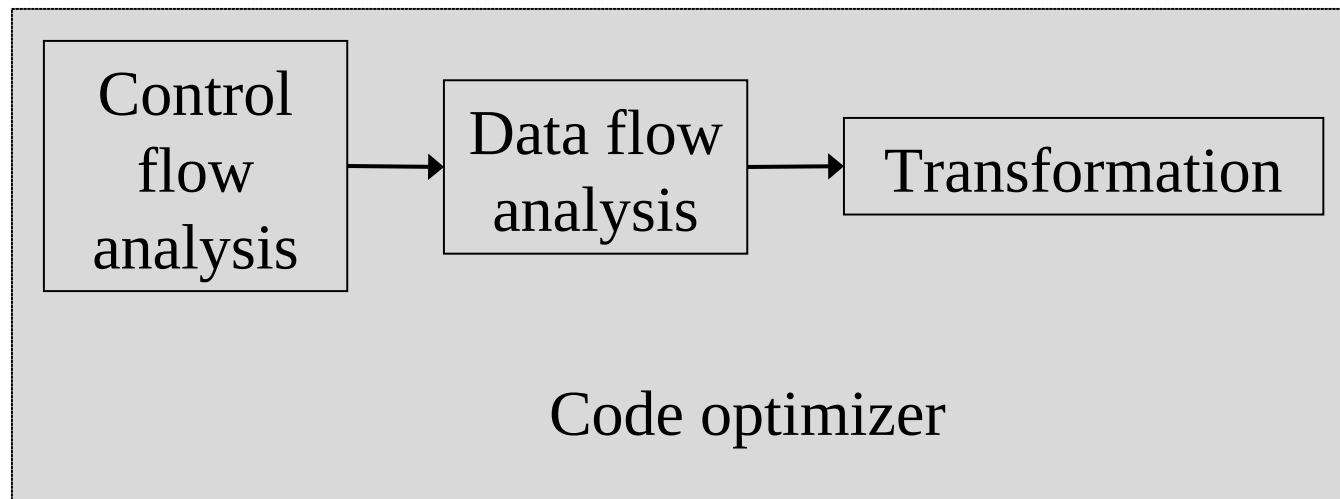 Control
flow
analysis
Data flow
analysis
Transformation
Code optimizer